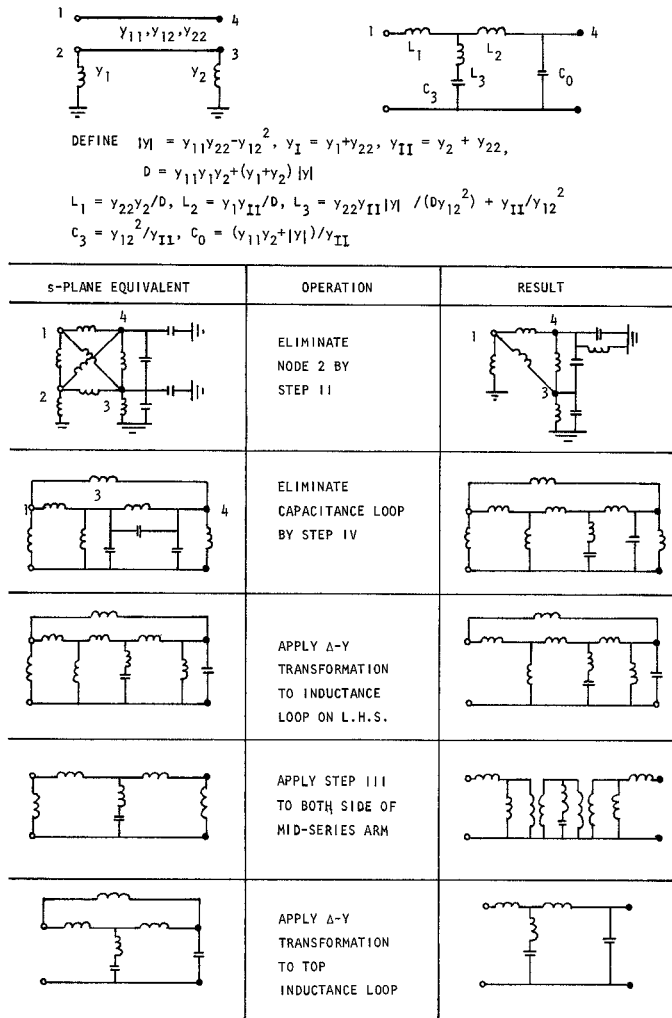 1 4
y11,y12,y22
2 3
y1 y2
1 L1 L2 4
L3
C3 C0
DEFINE |y| = y11y22-y12², yI = y1+y22, yII = y2 + y22,
D = y11y1y2+(y1+y2)|y|
L1 = y22y2/D, L2 = y1yII/D, L3 = y22yII|y| /(Dy12²) + yII/y12²
C3 = y12²/yII, C0 = (y11y2+|y|)/yII
s-PLANE EQUIVALENT OPERATION RESULT
1 4
2 3
ELIMINATE
NODE 2 BY
STEP II
1 4
3
1 3 4
ELIMINATE
CAPACITANCE LOOP
BY STEP IV
APPLY Δ-Y
TRANSFORMATION
TO INDUCTANCE
LOOP ON L.H.S.
APPLY STEP III
TO BOTH SIDE OF
MID-SERIES ARM
APPLY Δ-Y
TRANSFORMATION
TO TOP
INDUCTANCE LOOP